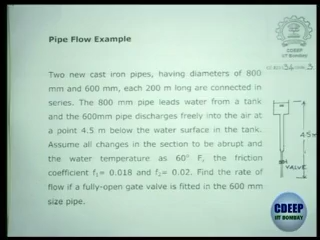 Pipe Flow Example
CDEEP
IIT Bombay
Two new cast iron pipes, having diameters of 800
mm and 600 mm, each 200 m long are connected in
series. The 800 mm pipe leads water from a tank
and the 600mm pipe discharges freely into the air at
a point 4.5 m below the water surface in the tank.
Assume all changes in the section to be abrupt and
the water temperature as 60° F, the friction
coefficient f₁= 0.018 and f₂= 0.02. Find the rate of
flow if a fully-open gate valve is fitted in the 600 mm
size pipe.
4.5m
VALVE
CDEEP
IIT BOMBAY